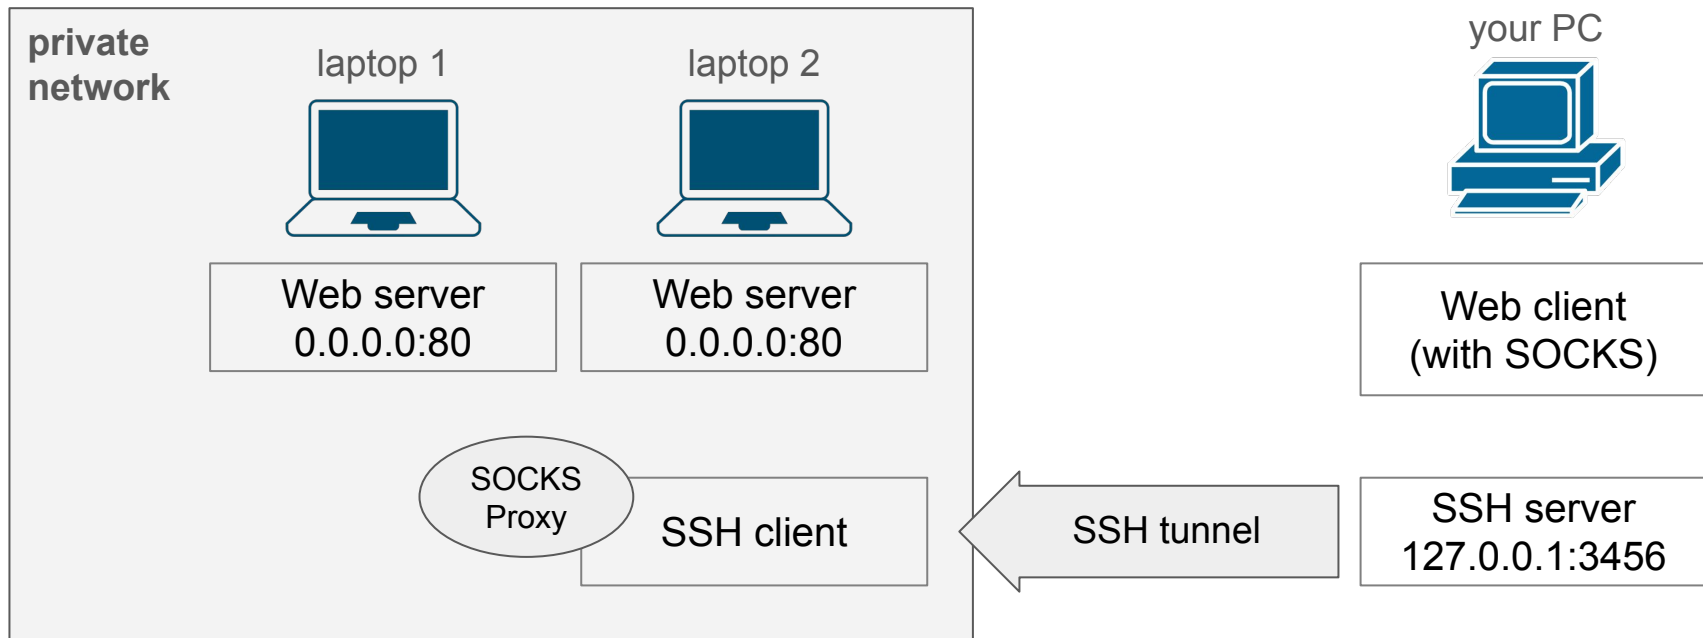 private
network
laptop 1
laptop 2
your PC
Web server
0.0.0.0:80
Web server
0.0.0.0:80
Web client
(with SOCKS)
SOCKS
Proxy
SSH client
SSH tunnel
SSH server
127.0.0.1:3456